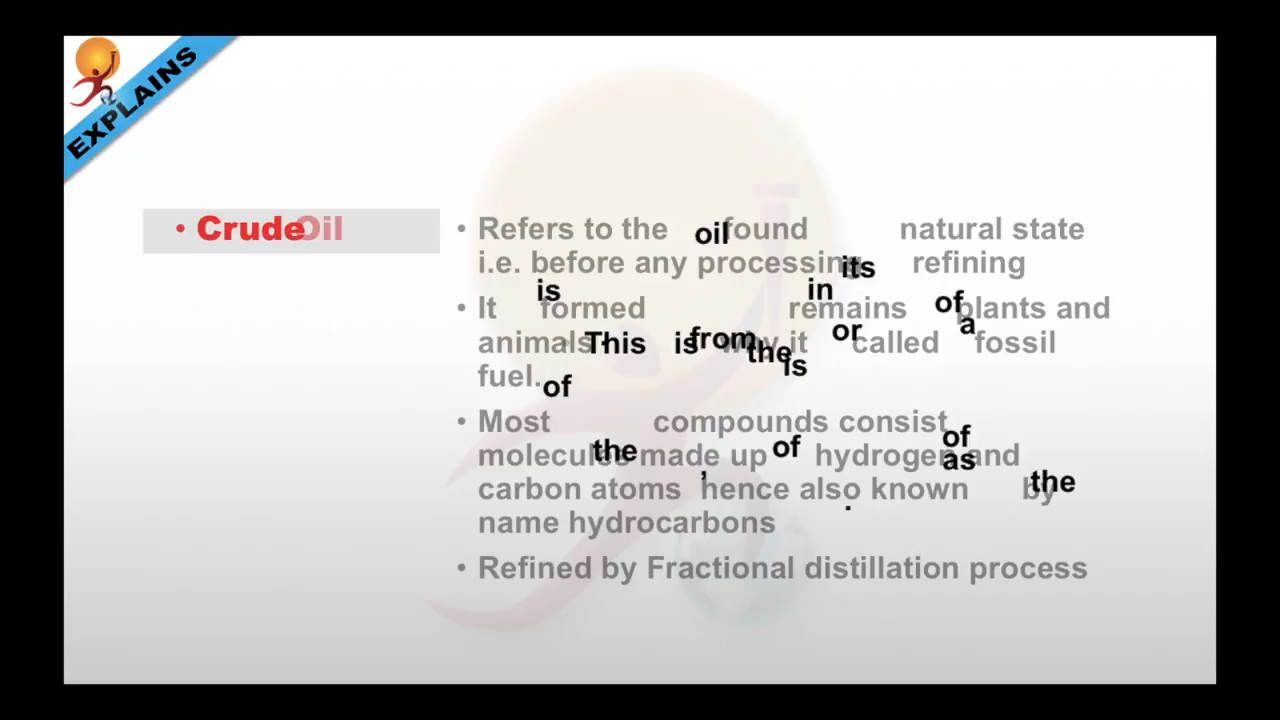 EXPLAINS
• Crude Oil
• Refers to the oil found in its natural state
i.e. before any processing or refining
• It is formed from the remains of plants and
animals. This is why it is called a fossil
fuel.
• Most of the compounds consist of
molecules made up of hydrogen and
carbon atoms, hence also known as by the
name hydrocarbons.
• Refined by Fractional distillation process